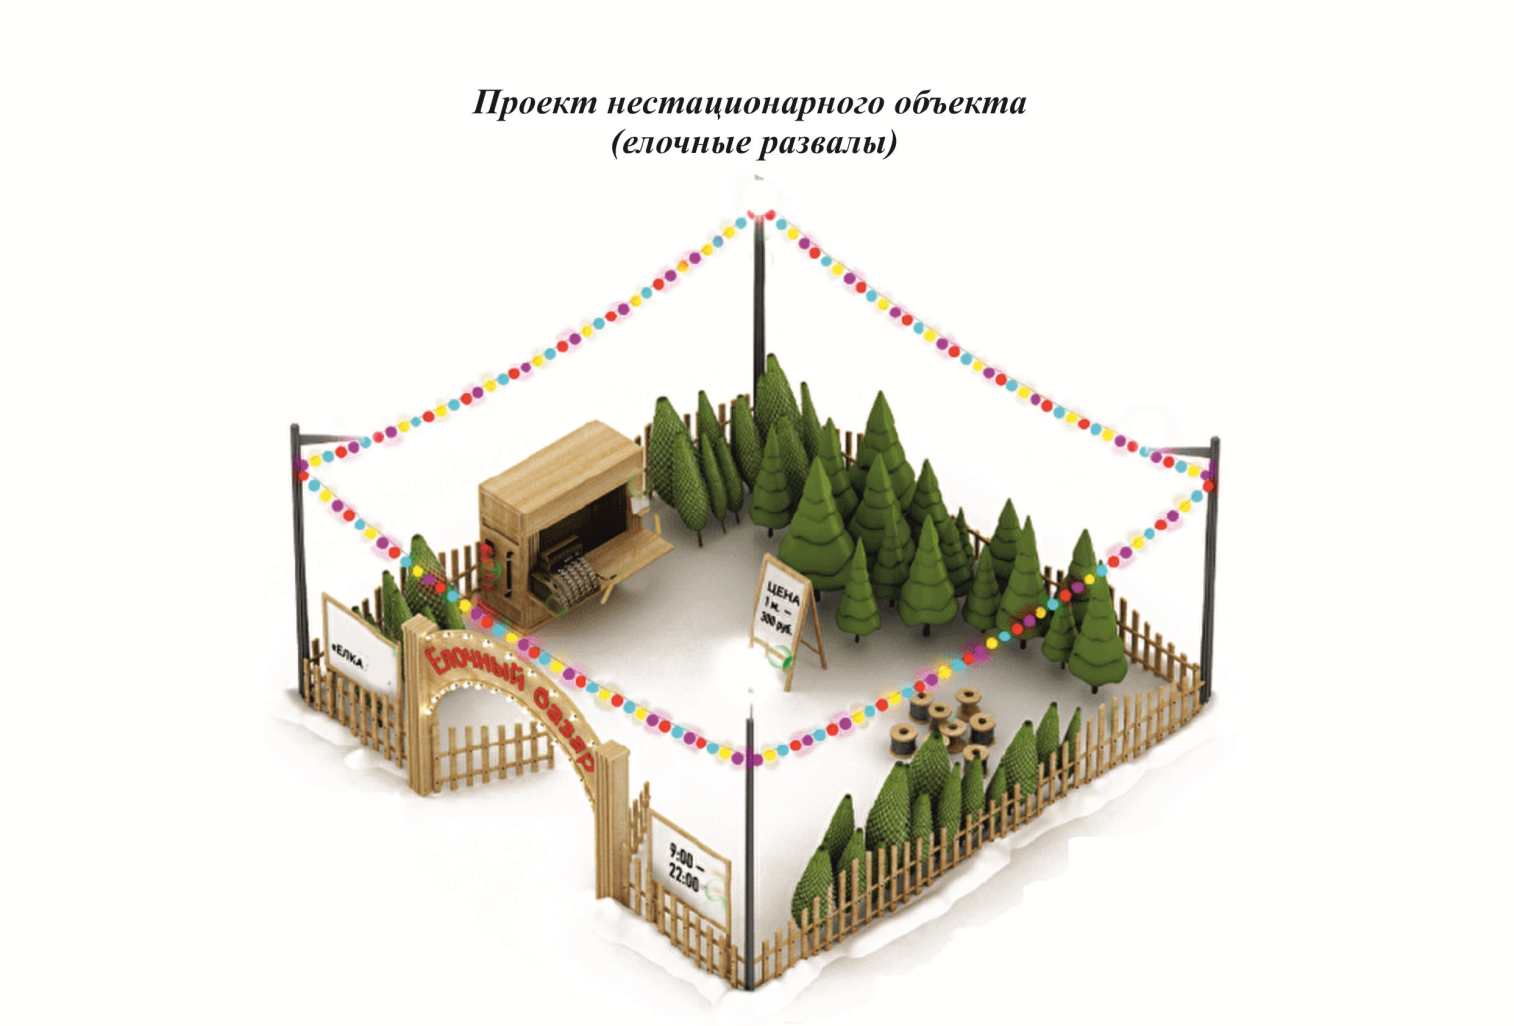 Проект нестационарного объекта
(елочные развалы)
ЦЕНА
1 м. –
300 руб.
«ЕЛКА»
Елочный базар
9:00 –
22:00